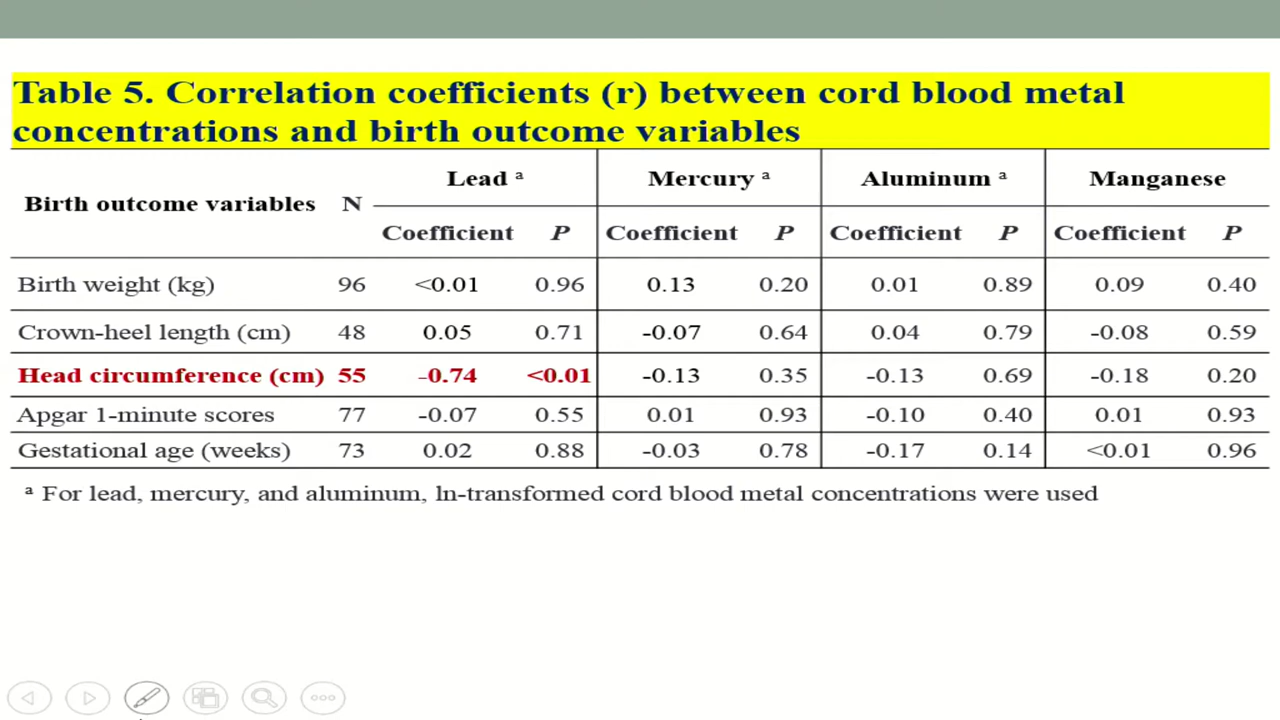 Table 5. Correlation coefficients (r) between cord blood metal
concentrations and birth outcome variables
Birth outcome variables N Lead ᵃ Mercury ᵃ Aluminum ᵃ Manganese
Coefficient P Coefficient P Coefficient P Coefficient P
Birth weight (kg) 96 <0.01 0.96 0.13 0.20 0.01 0.89 0.09 0.40
Crown-heel length (cm) 48 0.05 0.71 -0.07 0.64 0.04 0.79 -0.08 0.59
Head circumference (cm) 55 -0.74 <0.01 -0.13 0.35 -0.13 0.69 -0.18 0.20
Apgar 1-minute scores 77 -0.07 0.55 0.01 0.93 -0.10 0.40 0.01 0.93
Gestational age (weeks) 73 0.02 0.88 -0.03 0.78 -0.17 0.14 <0.01 0.96
ᵃ For lead, mercury, and aluminum, ln-transformed cord blood metal concentrations were used